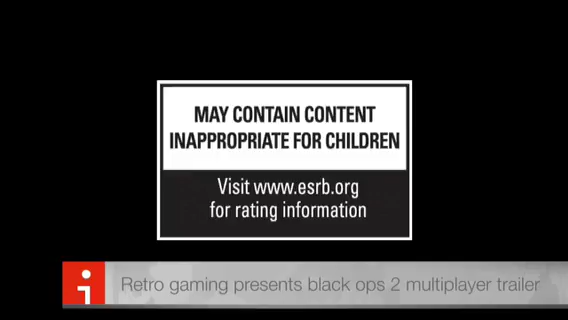 MAY CONTAIN CONTENT
INAPPROPRIATE FOR CHILDREN
Visit www.esrb.org
for rating information
i Retro gaming presents black ops 2 multiplayer trailer